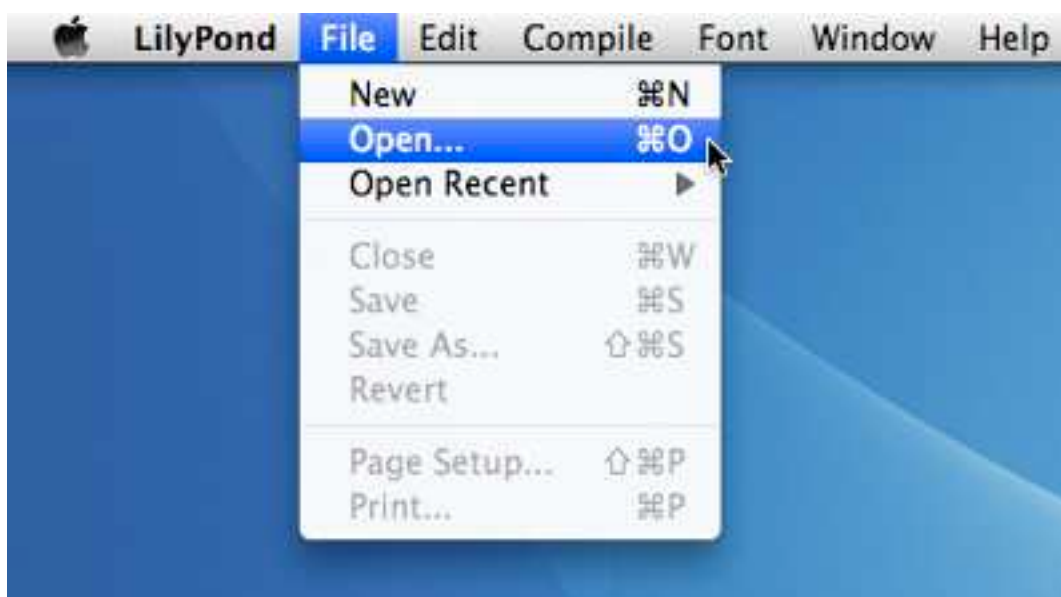 LilyPond File Edit Compile Font Window Help
New ⌘N
Open... ⌘O
Open Recent ▶
Close ⌘W
Save ⌘S
Save As... ⇧⌘S
Revert
Page Setup... ⇧⌘P
Print... ⌘P